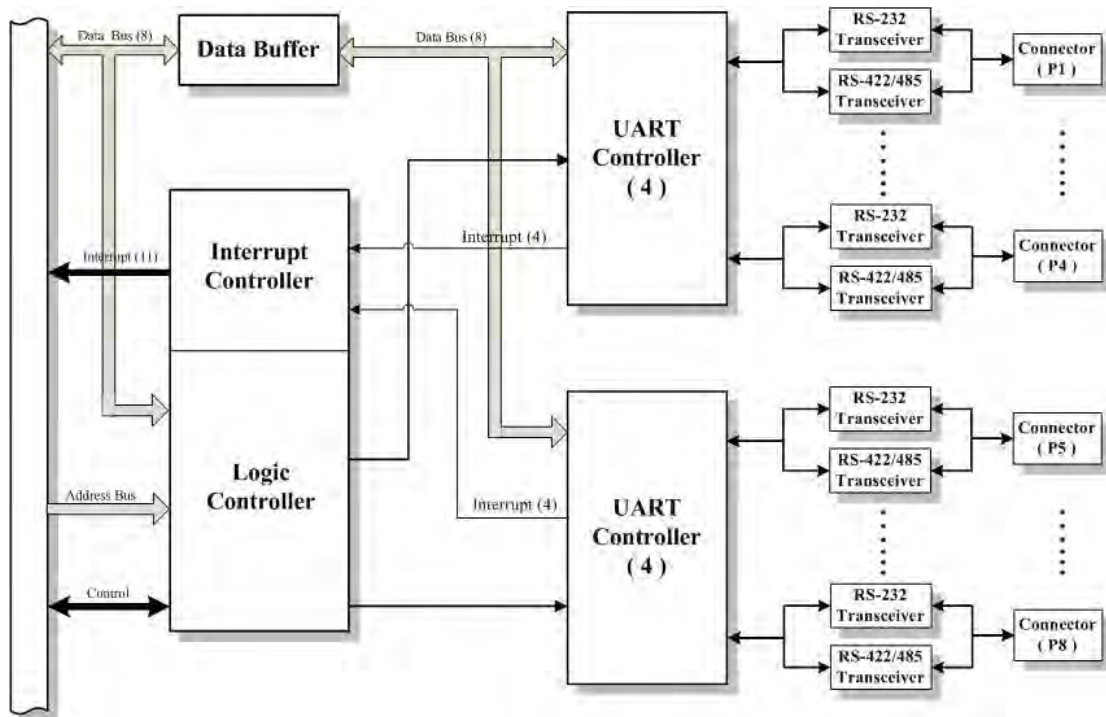 Data Bus (8)
Data Buffer
Data Bus (8)
UART
Controller
( 4 )
RS-232
Transceiver
RS-422/485
Transceiver
Connector
( P1 )
Interrupt (11)
Interrupt
Controller
Interrupt (4)
RS-232
Transceiver
RS-422/485
Transceiver
Connector
( P4 )
Address Bus
Logic
Controller
Interrupt (4)
UART
Controller
( 4 )
RS-232
Transceiver
RS-422/485
Transceiver
Connector
( P5 )
Control
RS-232
Transceiver
RS-422/485
Transceiver
Connector
( P8 )